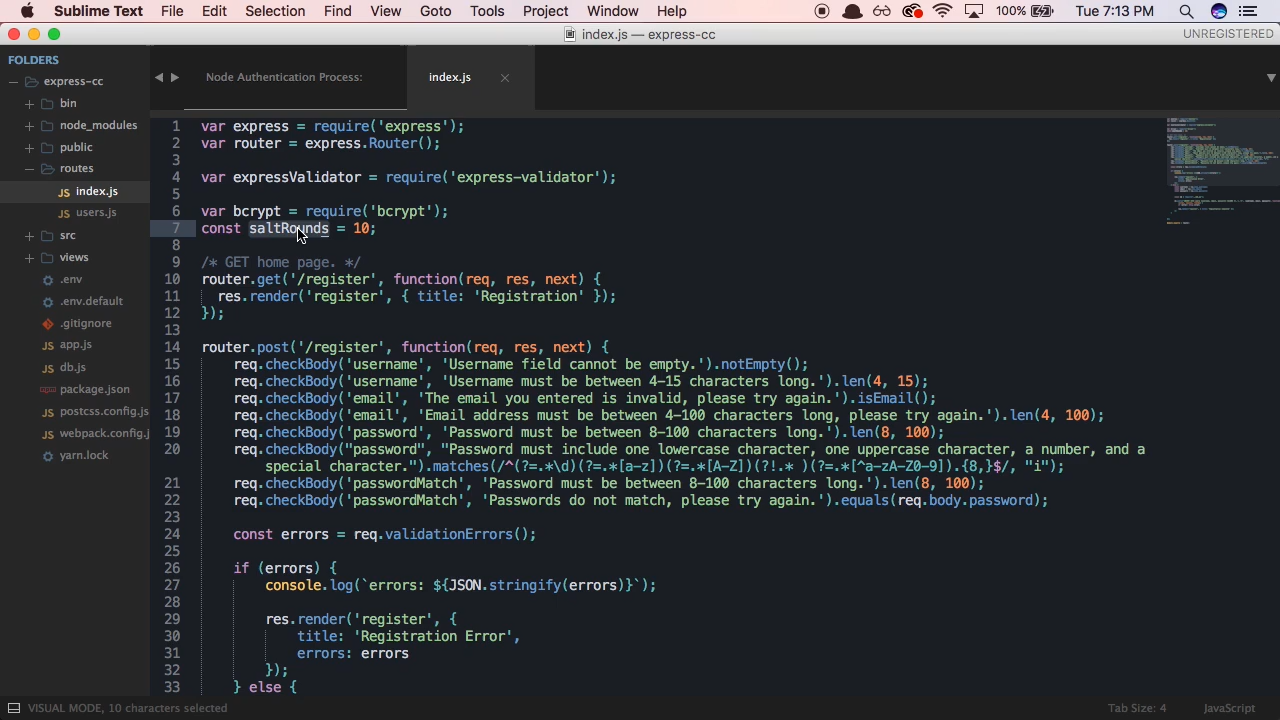 Sublime Text File Edit Selection Find View Goto Tools Project Window Help 100% Tue 7:13 PM
index.js — express-cc UNREGISTERED
FOLDERS
express-cc
bin
node_modules
public
routes
JS index.js
JS users.js
src
views
.env
.env.default
.gitignore
JS app.js
JS db.js
package.json
JS postcss.config.js
JS webpack.config.j
yarn.lock
Node Authentication Process: index.js
1 var express = require('express');
2 var router = express.Router();
3
4 var expressValidator = require('express-validator');
5
6 var bcrypt = require('bcrypt');
7 const saltRounds = 10;
8
9 /* GET home page. */
10 router.get('/register', function(req, res, next) {
11 res.render('register', { title: 'Registration' });
12 });
13
14 router.post('/register', function(req, res, next) {
15 req.checkBody('username', 'Username field cannot be empty.').notEmpty();
16 req.checkBody('username', 'Username must be between 4-15 characters long.').len(4, 15);
17 req.checkBody('email', 'The email you entered is invalid, please try again.').isEmail();
18 req.checkBody('email', 'Email address must be between 4-100 characters long, please try again.').len(4, 100);
19 req.checkBody('password', 'Password must be between 8-100 characters long.').len(8, 100);
20 req.checkBody("password", "Password must include one lowercase character, one uppercase character, a number, and a
special character.").matches(/^(?=.*\d)(?=.*[a-z])(?=.*[A-Z])(?!.* )(?=.*[^a-zA-Z0-9]).{8,}$/, "i");
21 req.checkBody('passwordMatch', 'Password must be between 8-100 characters long.').len(8, 100);
22 req.checkBody('passwordMatch', 'Passwords do not match, please try again.').equals(req.body.password);
23
24 const errors = req.validationErrors();
25
26 if (errors) {
27 console.log(`errors: ${JSON.stringify(errors)}`);
28
29 res.render('register', {
30 title: 'Registration Error',
31 errors: errors
32 });
33 } else {
VISUAL MODE, 10 characters selected Tab Size: 4 JavaScript